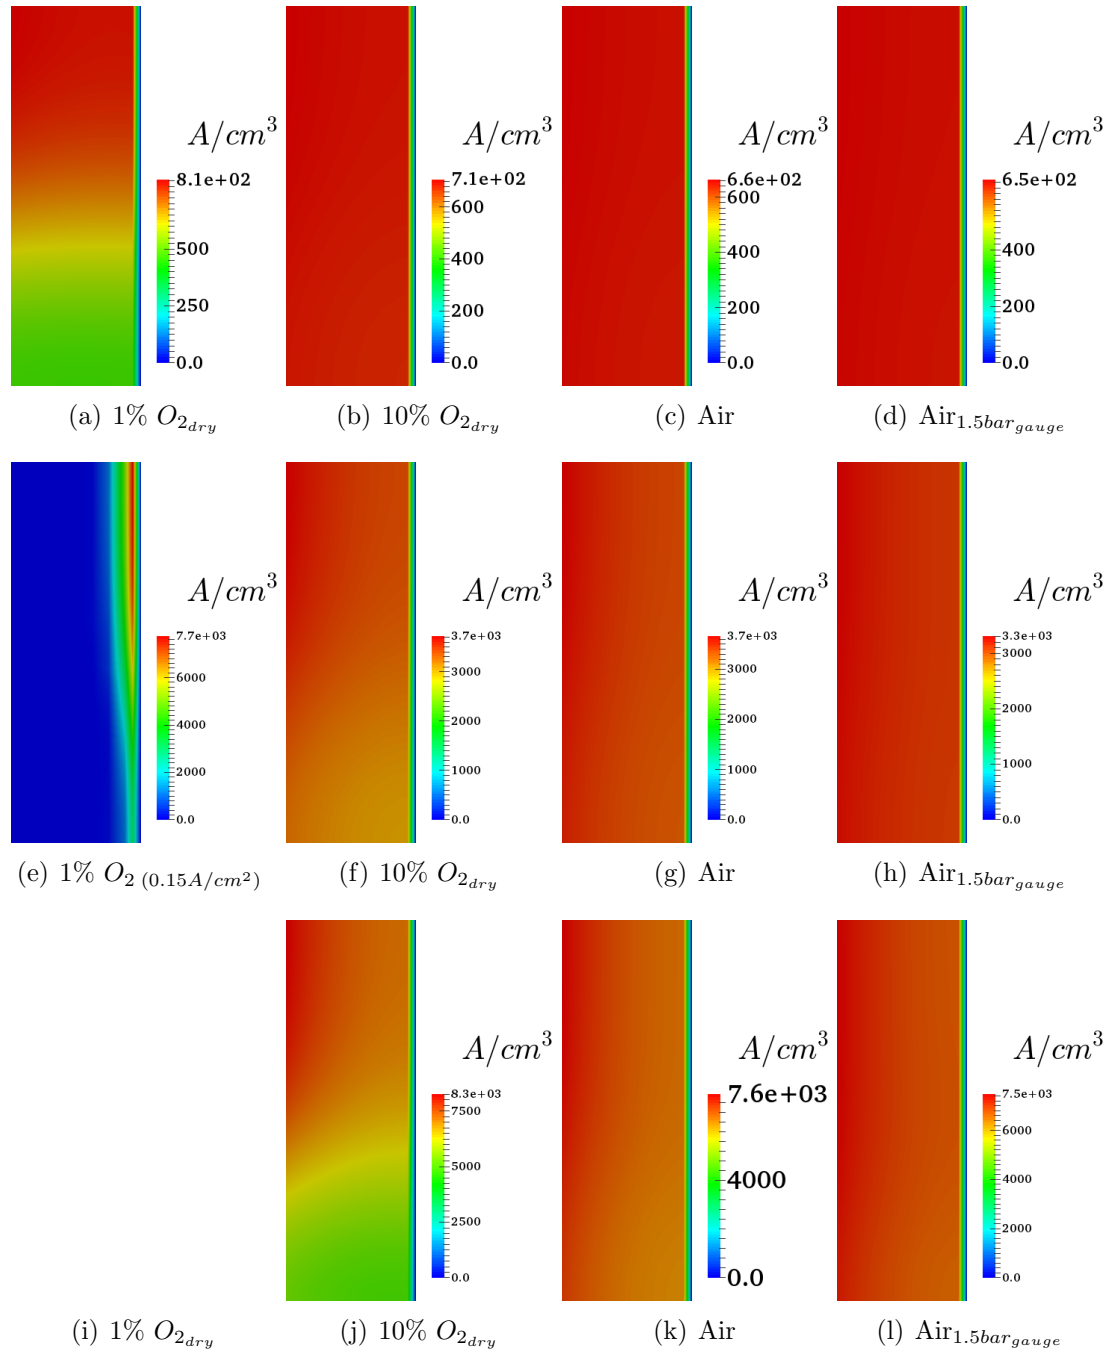 A/cm³ A/cm³ A/cm³ A/cm³
8.1e+02 7.1e+02 6.6e+02 6.5e+02
600 600
500 400 400 400
250 200 200 200
0.0 0.0 0.0 0.0
(a) 1% O₂dry (b) 10% O₂dry (c) Air (d) Air1.5bar gauge
A/cm³ A/cm³ A/cm³ A/cm³
7.7e+03 3.7e+03 3.7e+03 3.3e+03
6000 3000 3000 3000
4000 2000 2000 2000
2000 1000 1000 1000
0.0 0.0 0.0 0.0
(e) 1% O₂ (0.15A/cm²) (f) 10% O₂dry (g) Air (h) Air1.5bar gauge
A/cm³ A/cm³ A/cm³
8.3e+03 7.6e+03 7.5e+03
7500 6000
5000 4000 4000
2500 2000
0.0 0.0 0.0
(i) 1% O₂dry (j) 10% O₂dry (k) Air (l) Air1.5bar gauge